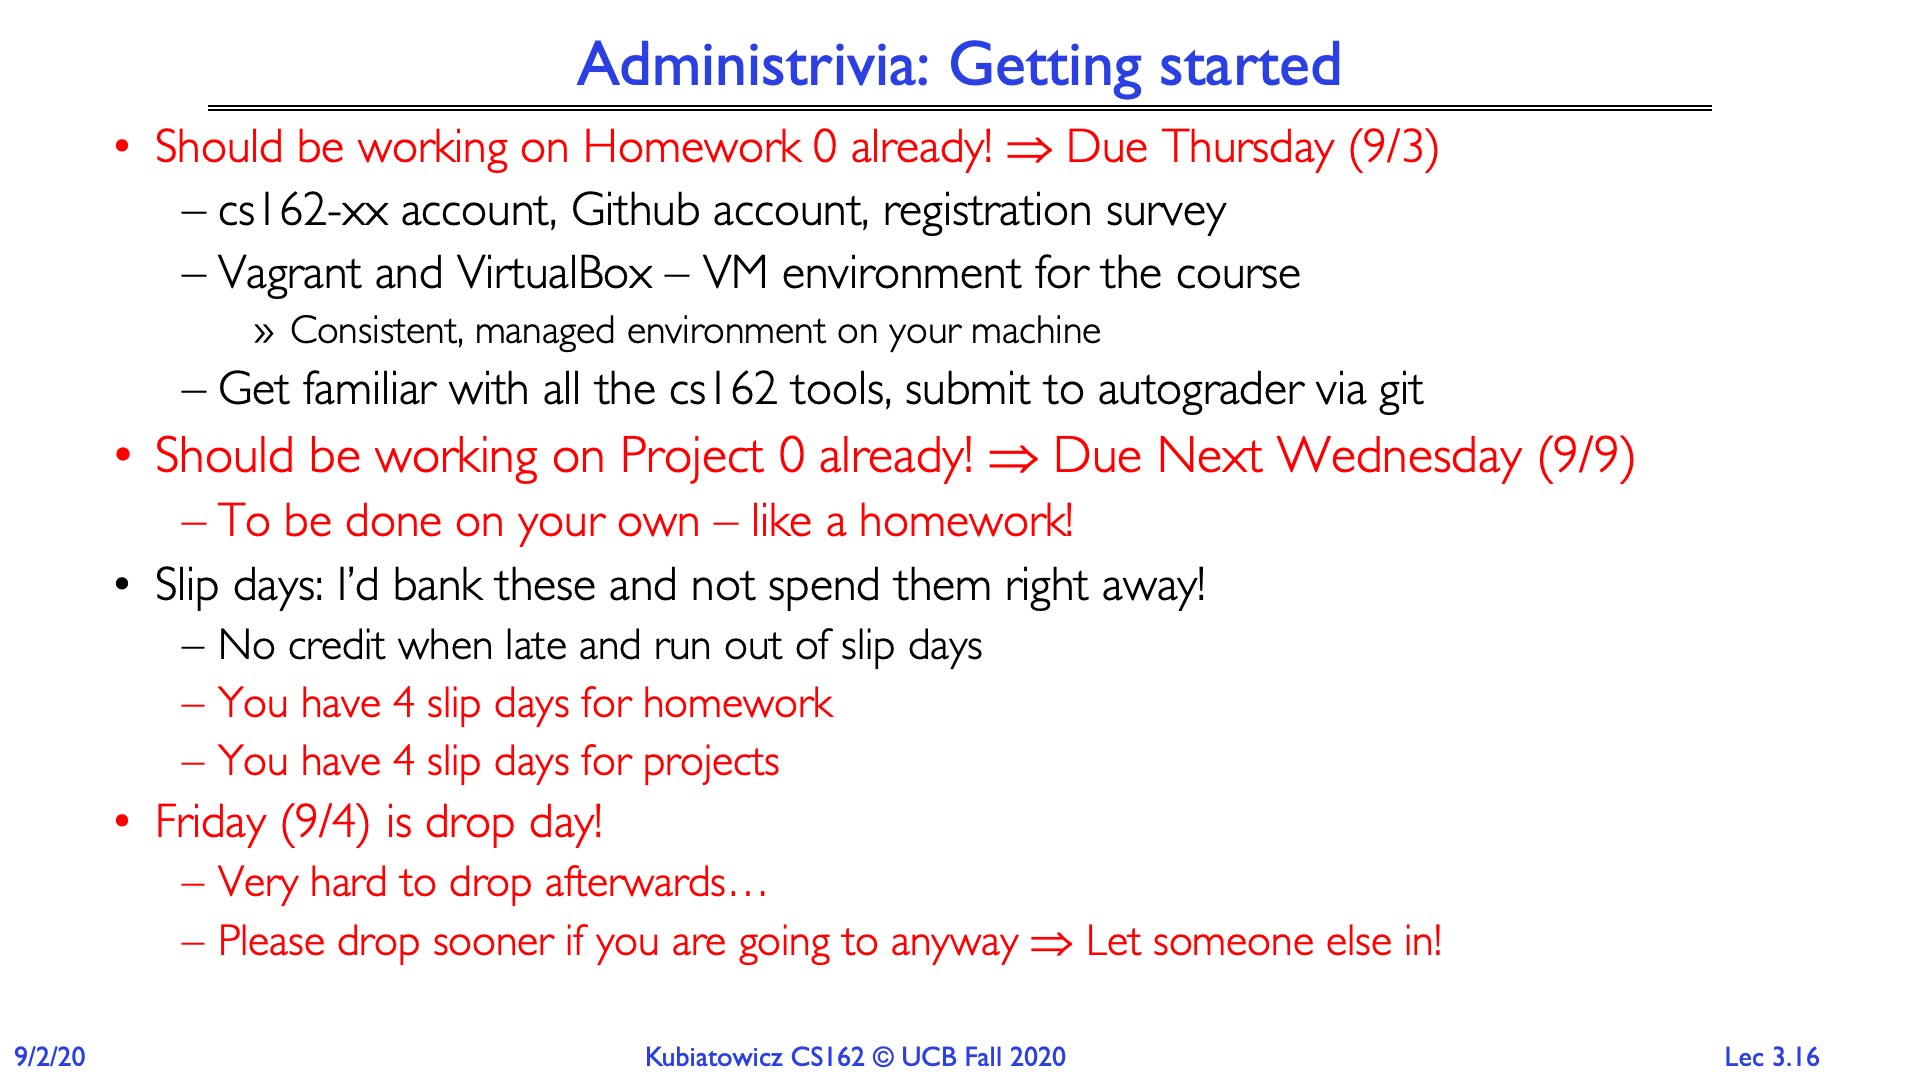 Administrivia: Getting started
• Should be working on Homework 0 already! ⇒ Due Thursday (9/3)
– cs162-xx account, Github account, registration survey
– Vagrant and VirtualBox – VM environment for the course
» Consistent, managed environment on your machine
– Get familiar with all the cs162 tools, submit to autograder via git
• Should be working on Project 0 already! ⇒ Due Next Wednesday (9/9)
– To be done on your own – like a homework!
• Slip days: I’d bank these and not spend them right away!
– No credit when late and run out of slip days
– You have 4 slip days for homework
– You have 4 slip days for projects
• Friday (9/4) is drop day!
– Very hard to drop afterwards…
– Please drop sooner if you are going to anyway ⇒ Let someone else in!
9/2/20
Kubiatowicz CS162 © UCB Fall 2020
Lec 3.16